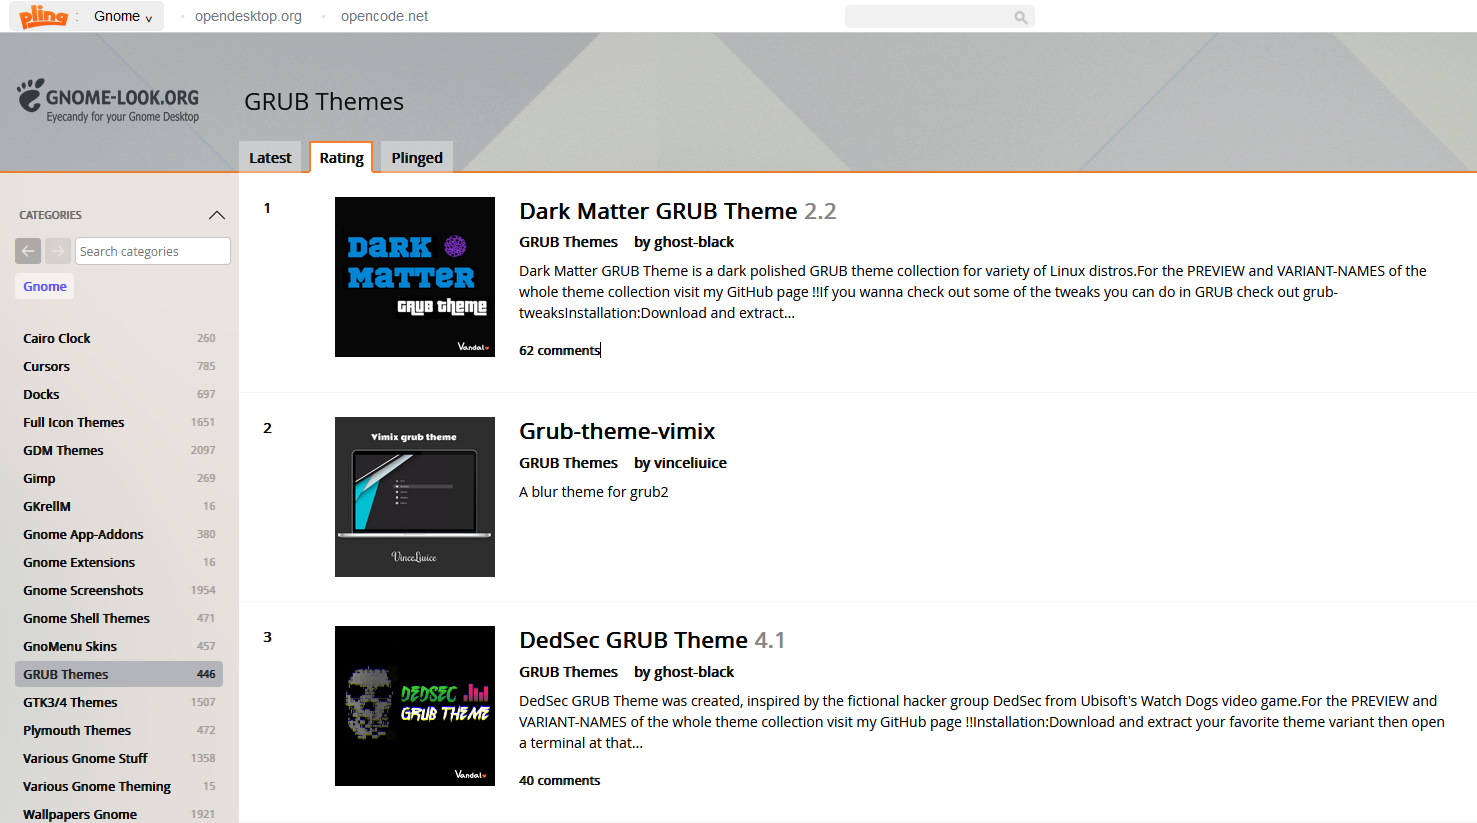 pling : Gnome opendesktop.org opencode.net
GNOME-LOOK.ORG
Eyecandy for your Gnome Desktop
GRUB Themes
Latest Rating Plinged
CATEGORIES
Search categories
Gnome
Cairo Clock 260
Cursors 785
Docks 697
Full Icon Themes 1651
GDM Themes 2097
Gimp 269
GKrellM 16
Gnome App-Addons 380
Gnome Extensions 16
Gnome Screenshots 1954
Gnome Shell Themes 471
GnoMenu Skins 457
GRUB Themes 446
GTK3/4 Themes 1507
Plymouth Themes 472
Various Gnome Stuff 1358
Various Gnome Theming 15
Wallpapers Gnome 1921
1
DARK
MATTER
GRUB THEME
Vandal
Dark Matter GRUB Theme 2.2
GRUB Themes by ghost-black
Dark Matter GRUB Theme is a dark polished GRUB theme collection for variety of Linux distros.For the PREVIEW and VARIANT-NAMES of the
whole theme collection visit my GitHub page !!If you wanna check out some of the tweaks you can do in GRUB check out grub-
tweaksInstallation:Download and extract...
62 comments
2
Vimix grub theme
VinceLiuice
Grub-theme-vimix
GRUB Themes by vinceliuice
A blur theme for grub2
3
DEDSEC
GRUB THEME
Vandal
DedSec GRUB Theme 4.1
GRUB Themes by ghost-black
DedSec GRUB Theme was created, inspired by the fictional hacker group DedSec from Ubisoft's Watch Dogs video game.For the PREVIEW and
VARIANT-NAMES of the whole theme collection visit my GitHub page !!Installation:Download and extract your favorite theme variant then open
a terminal at that...
40 comments